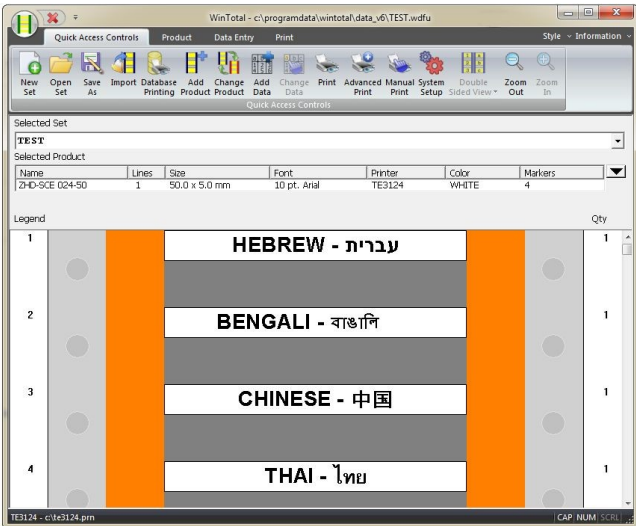 WinTotal - c:\programdata\wintotal\data_v6\TEST.wdfu
Quick Access Controls Product Data Entry Print Style Information
New Set Open Set Save As Import Database Printing Add Product Change Product Add Data Change Data Print Advanced Print Manual Print System Setup Double Sided View Zoom Out Zoom In
Quick Access Controls
Selected Set
TEST
Selected Product
Name Lines Size Font Printer Color Markers
ZHD-SCE 024-50 1 50.0 x 5.0 mm 10 pt. Arial TE3124 WHITE 4
Legend Qty
1 HEBREW - עברית 1
2 BENGALI - বাঙালি 1
3 CHINESE - 中国 1
4 THAI - ไทย 1
TE3124 - c:\te3124.prn CAP NUM SCRL